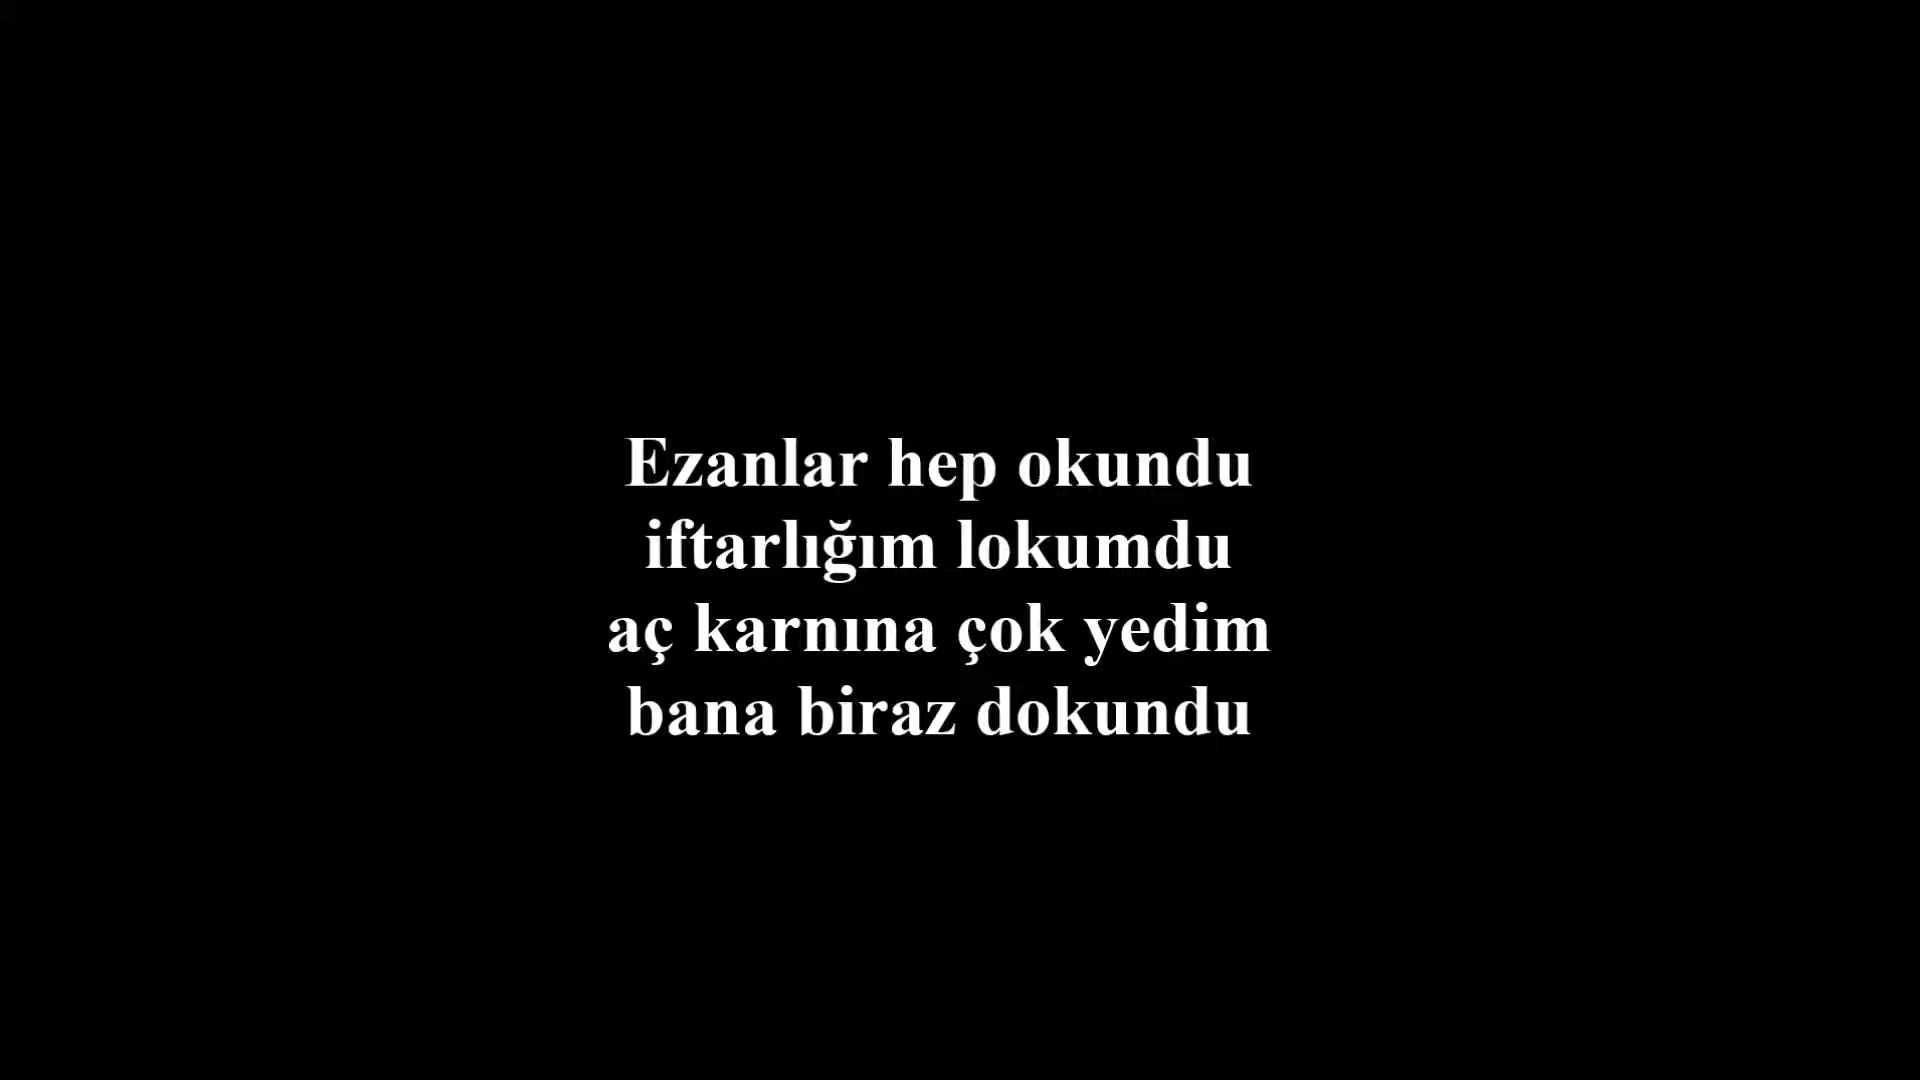 Ezanlar hep okundu
iftarlığım lokumdu
aç karnına çok yedim
bana biraz dokundu